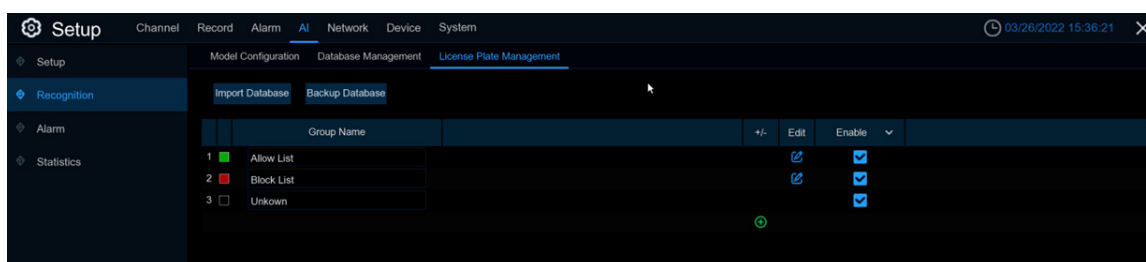 Setup Channel Record Alarm AI Network Device System 03/26/2022 15:36:21
Setup
Recognition
Alarm
Statistics
Model Configuration Database Management License Plate Management
Import Database Backup Database
Group Name +/- Edit Enable
1 Allow List
2 Block List
3 Unkown